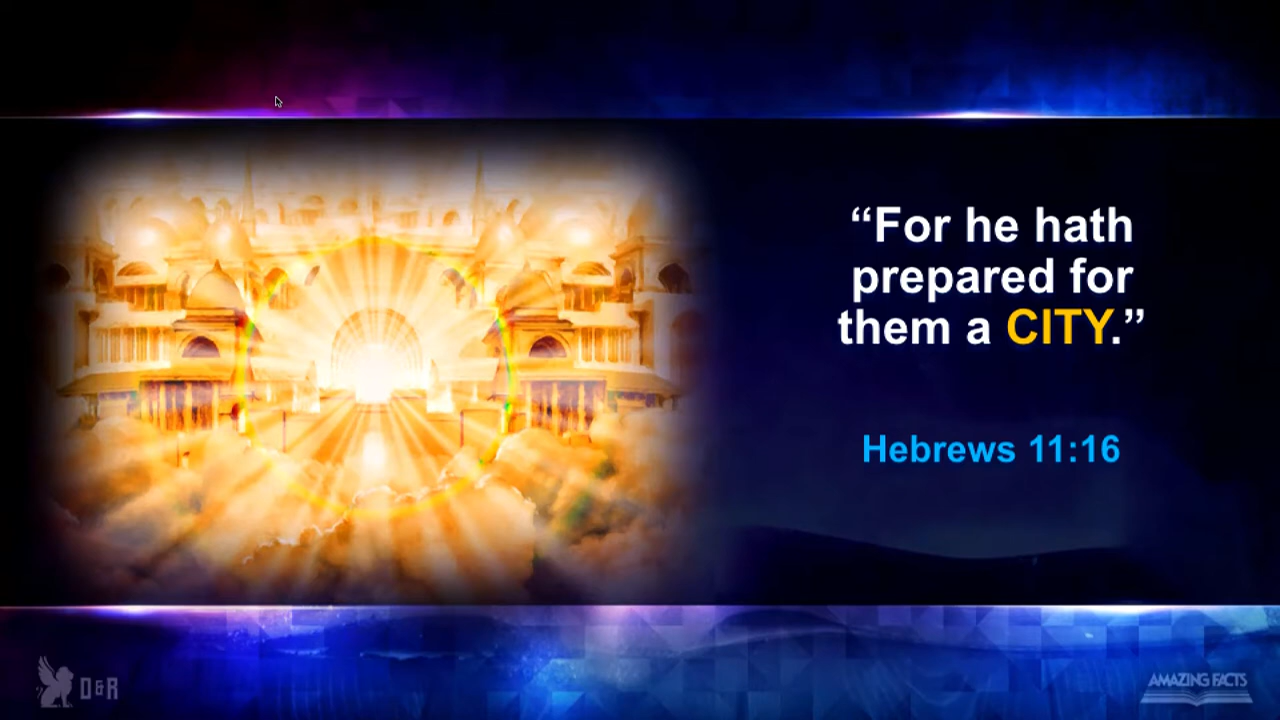 “For he hath
prepared for
them a CITY.”
Hebrews 11:16
D&R
AMAZING FACTS